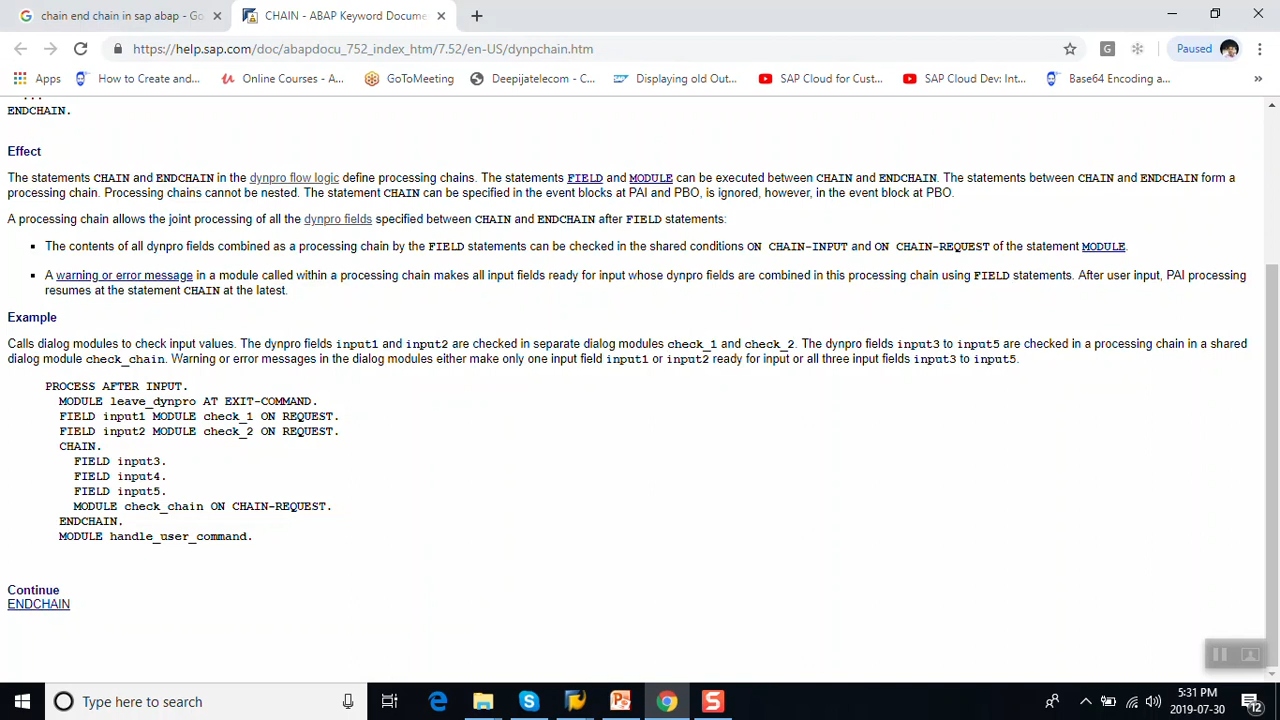 chain end chain in sap abap - Go
CHAIN - ABAP Keyword Docume
https://help.sap.com/doc/abapdocu_752_index_htm/7.52/en-US/dynpchain.htm
Paused
Apps
How to Create and...
Online Courses - A...
GoToMeeting
Deepijatelecom - C...
Displaying old Out...
SAP Cloud for Cust...
SAP Cloud Dev: Int...
Base64 Encoding a...
»
...
ENDCHAIN.
Effect
The statements CHAIN and ENDCHAIN in the dynpro flow logic define processing chains. The statements FIELD and MODULE can be executed between CHAIN and ENDCHAIN. The statements between CHAIN and ENDCHAIN form a
processing chain. Processing chains cannot be nested. The statement CHAIN can be specified in the event blocks at PAI and PBO, is ignored, however, in the event block at PBO.
A processing chain allows the joint processing of all the dynpro fields specified between CHAIN and ENDCHAIN after FIELD statements:
▪ The contents of all dynpro fields combined as a processing chain by the FIELD statements can be checked in the shared conditions ON CHAIN-INPUT and ON CHAIN-REQUEST of the statement MODULE.
▪ A warning or error message in a module called within a processing chain makes all input fields ready for input whose dynpro fields are combined in this processing chain using FIELD statements. After user input, PAI processing
resumes at the statement CHAIN at the latest.
Example
Calls dialog modules to check input values. The dynpro fields input1 and input2 are checked in separate dialog modules check_1 and check_2. The dynpro fields input3 to input5 are checked in a processing chain in a shared
dialog module check_chain. Warning or error messages in the dialog modules either make only one input field input1 or input2 ready for input or all three input fields input3 to input5.
PROCESS AFTER INPUT.
MODULE leave_dynpro AT EXIT-COMMAND.
FIELD input1 MODULE check_1 ON REQUEST.
FIELD input2 MODULE check_2 ON REQUEST.
CHAIN.
FIELD input3.
FIELD input4.
FIELD input5.
MODULE check_chain ON CHAIN-REQUEST.
ENDCHAIN.
MODULE handle_user_command.
Continue
ENDCHAIN
Type here to search
5:31 PM
2019-07-30
12